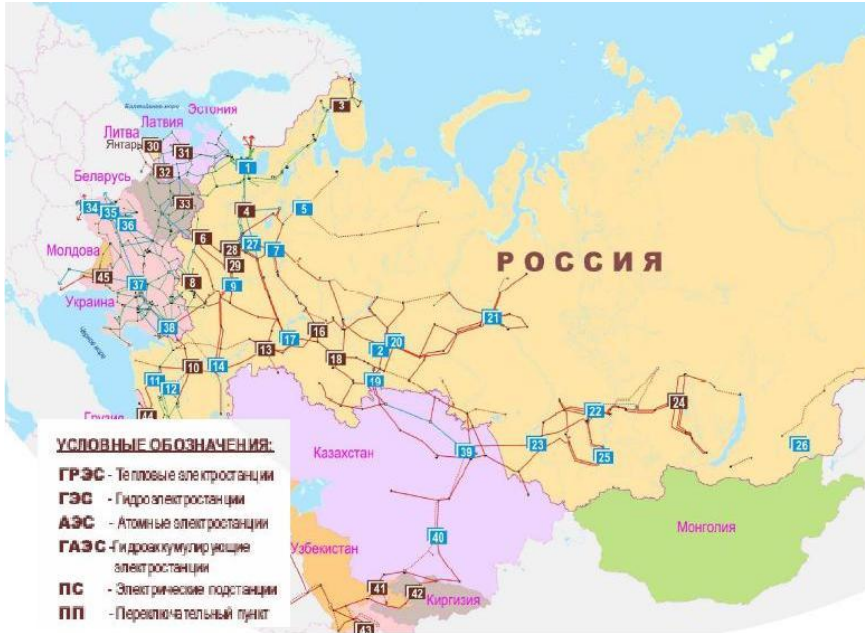 Балтийское море
Эстония
Латвия
Литва
Янтарь
Беларусь
Молдова
Украина
Черное море
Грузия
РОССИЯ
Казахстан
Узбекистан
Киргизия
Монголия
3
30
31
32
1
33
4
5
34
35
36
6
28
27
7
29
45
37
8
9
38
16
17
21
13
18
2
20
10
14
11
12
19
44
22
24
39
23
25
26
40
41
42
43
УСЛОВНЫЕ ОБОЗНАЧЕНИЯ:
ГРЭС - Тепловые электростанции
ГЭС - Гидроэлектростанции
АЭС - Атомные электростанции
ГАЭС - Гидроаккумулирующие
электростанции
ПС - Электрические подстанции
ПП - Переключательный пункт